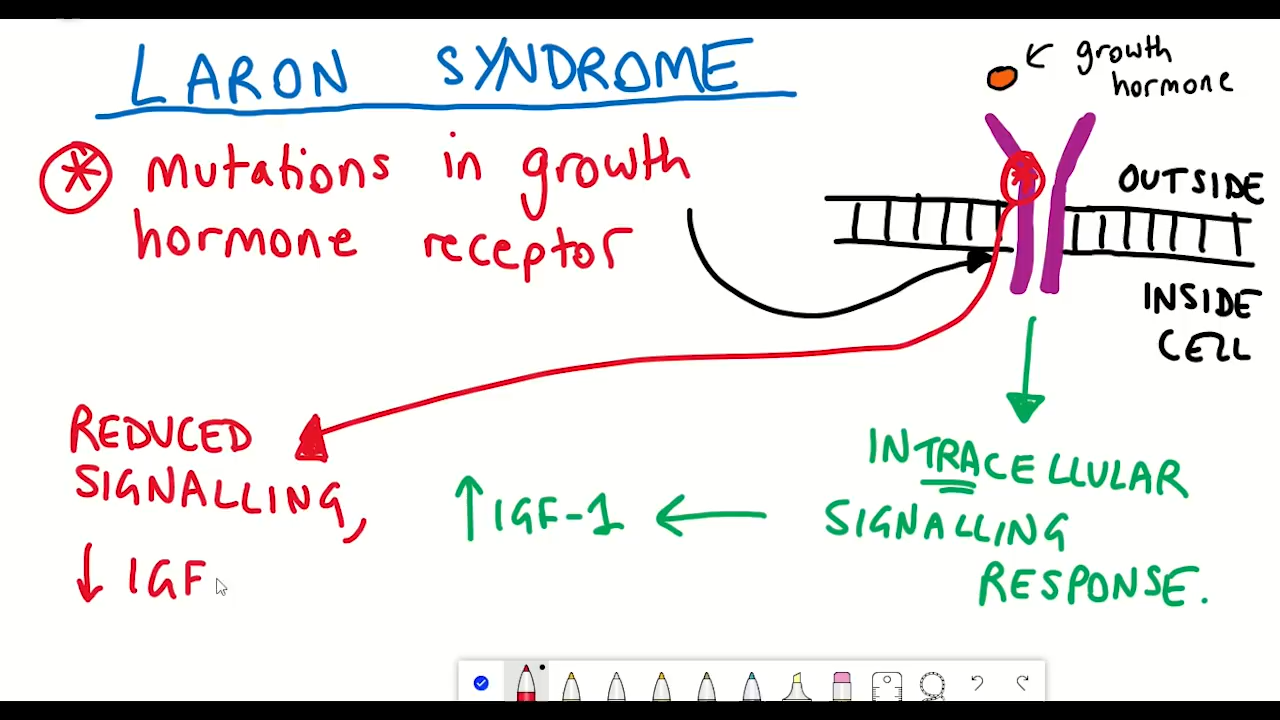 LARON SYNDROME
* mutations in growth
hormone receptor
← growth
hormone
OUTSIDE
INSIDE
CELL
REDUCED
SIGNALLING,
↓ IGF
↑ IGF-1 ←
INTRACELLULAR
SIGNALLING
RESPONSE.